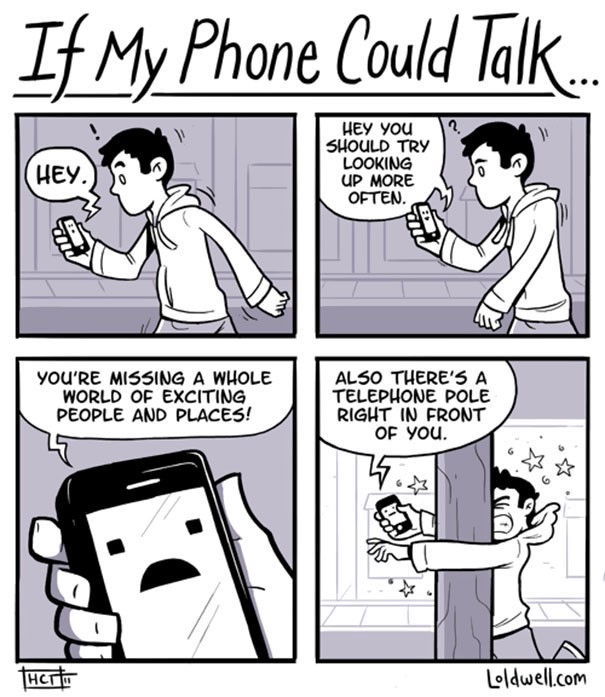 If My Phone Could Talk...
!
HEY.
?
HEY YOU
SHOULD TRY
LOOKING
UP MORE
OFTEN.
YOU'RE MISSING A WHOLE
WORLD OF EXCITING
PEOPLE AND PLACES!
ALSO THERE'S A
TELEPHONE POLE
RIGHT IN FRONT
OF YOU.
Loldwell.com